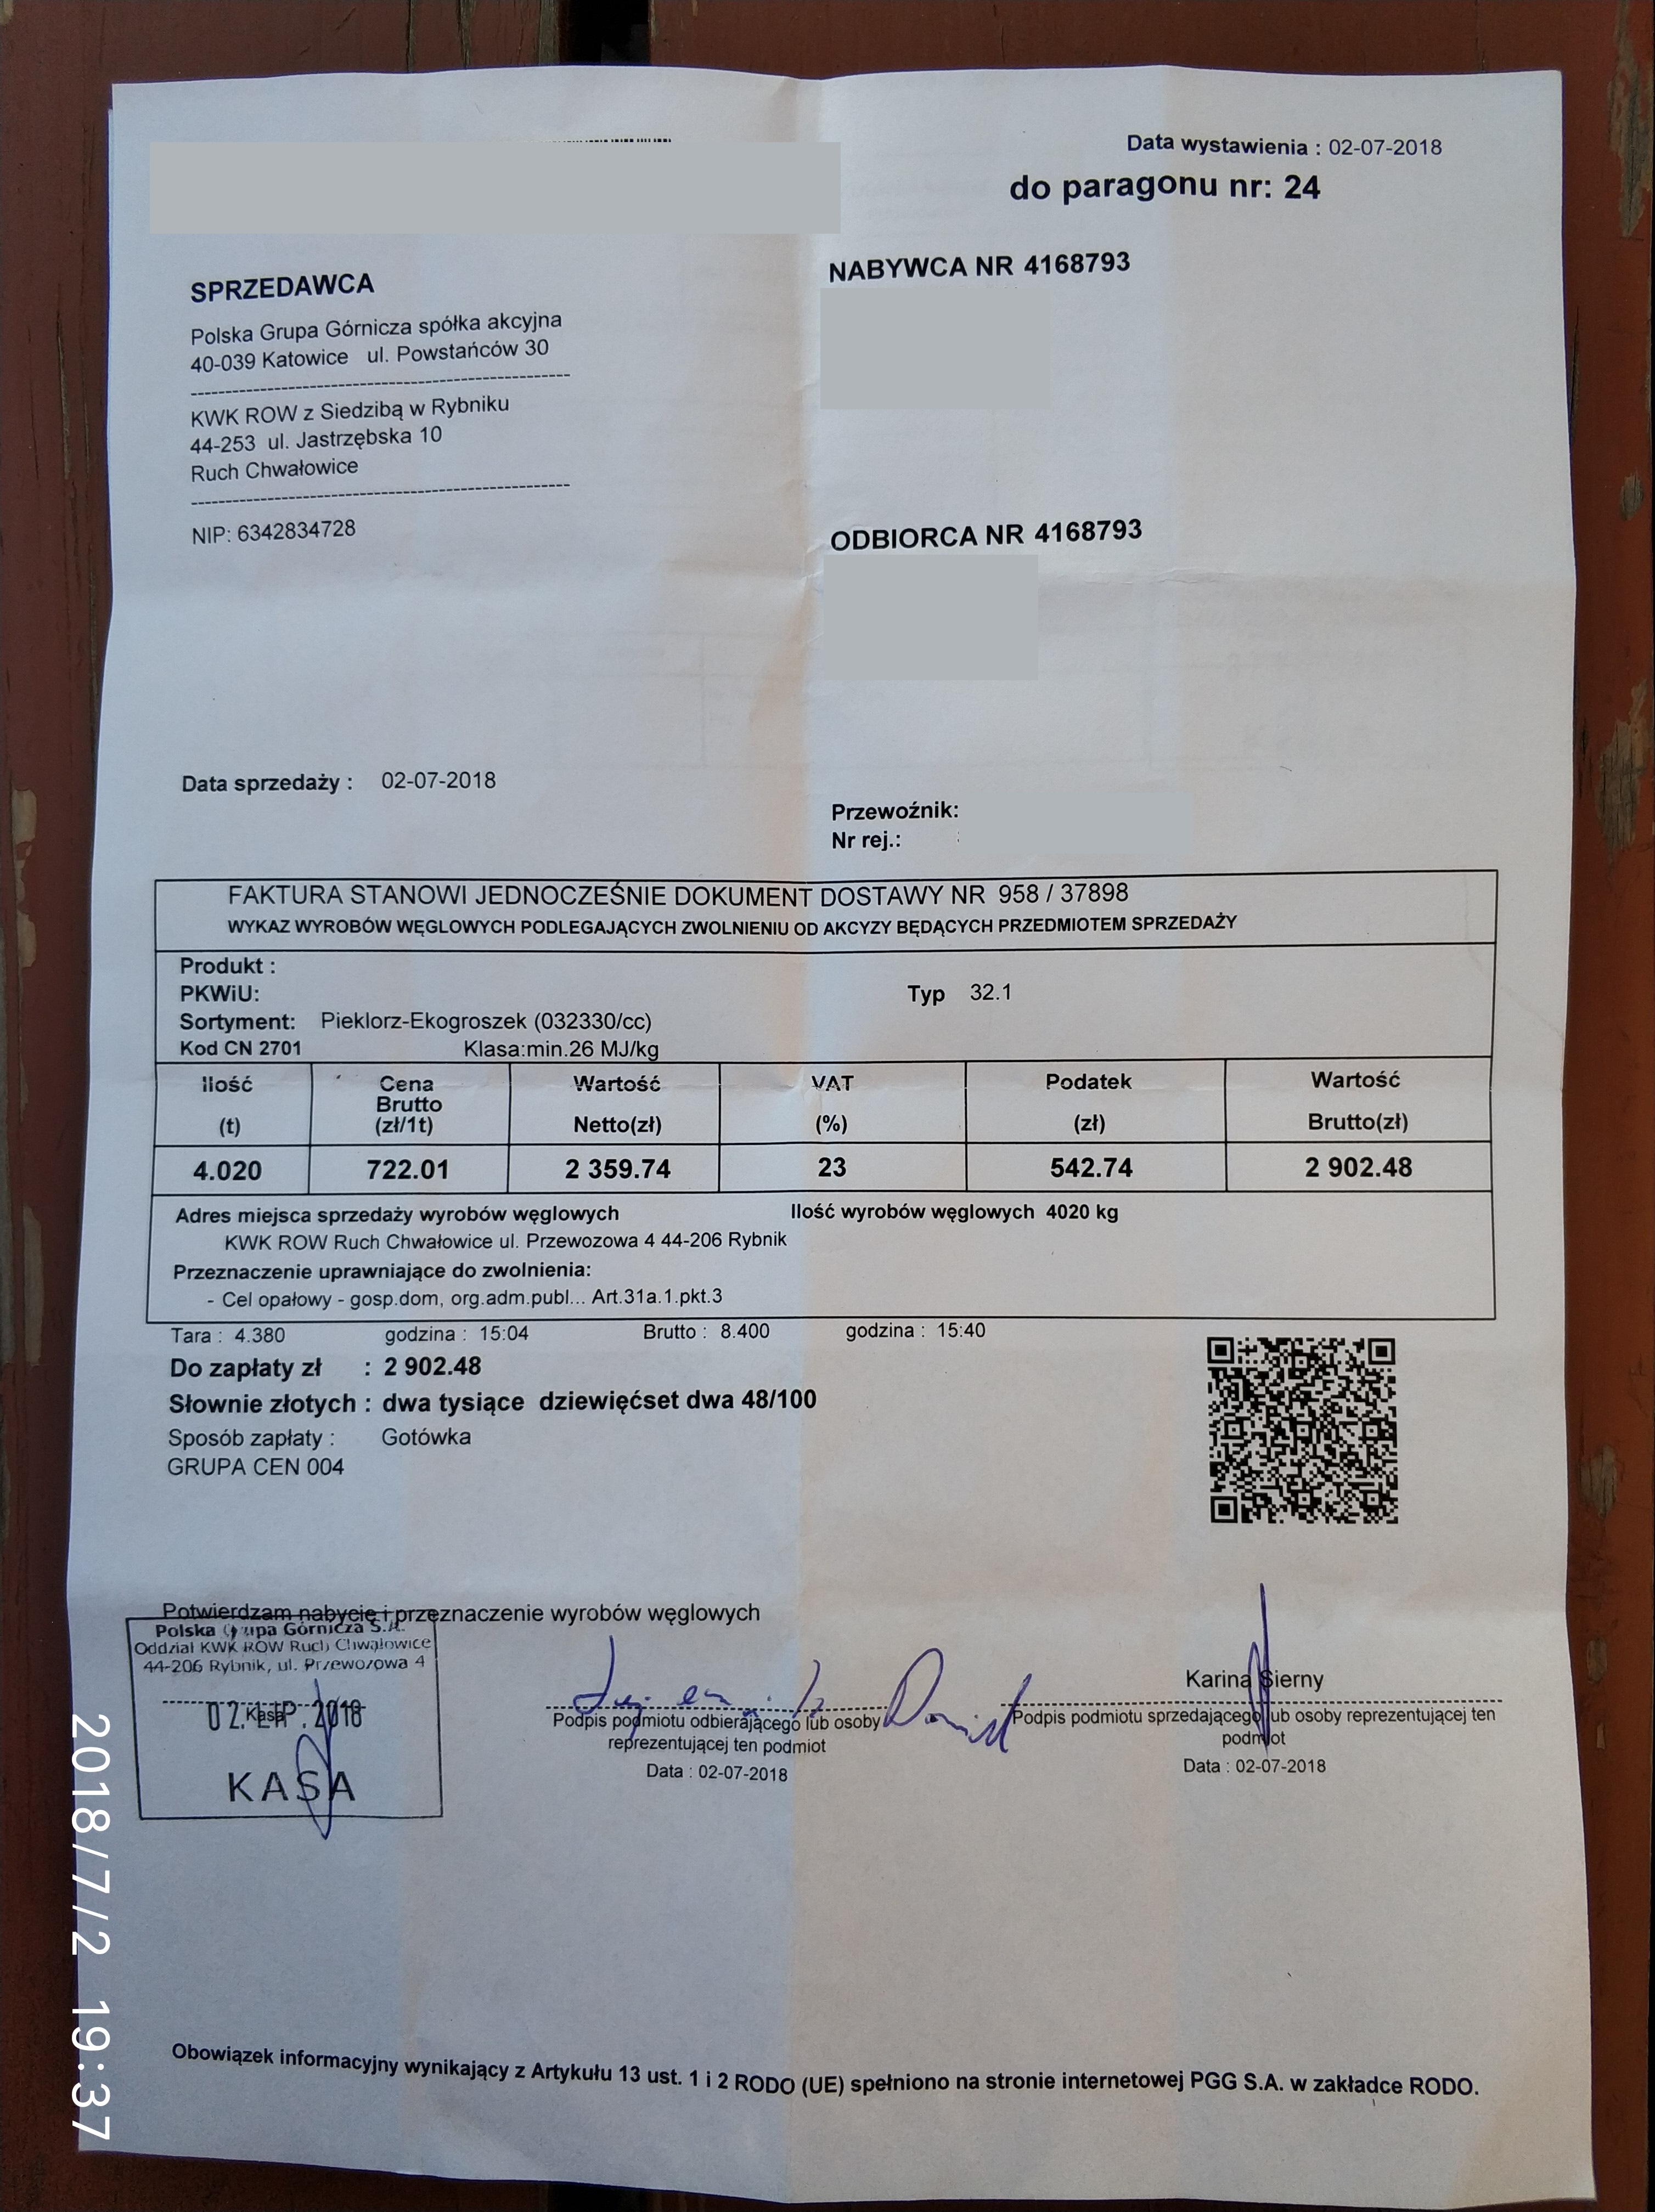 Data wystawienia : 02-07-2018
do paragonu nr: 24
SPRZEDAWCA
Polska Grupa Górnicza spółka akcyjna
40-039 Katowice ul. Powstańców 30
KWK ROW z Siedzibą w Rybniku
44-253 ul. Jastrzębska 10
Ruch Chwałowice
NIP: 6342834728
NABYWCA NR 4168793
ODBIORCA NR 4168793
Data sprzedaży : 02-07-2018
Przewoźnik:
Nr rej.:
FAKTURA STANOWI JEDNOCZEŚNIE DOKUMENT DOSTAWY NR 958 / 37898
WYKAZ WYROBÓW WĘGLOWYCH PODLEGAJĄCYCH ZWOLNIENIU OD AKCYZY BĘDĄCYCH PRZEDMIOTEM SPRZEDAŻY
Produkt :
PKWiU: Typ 32.1
Sortyment: Pieklorz-Ekogroszek (032330/cc)
Kod CN 2701 Klasa:min.26 MJ/kg
Ilość (t) Cena Brutto (zł/1t) Wartość Netto(zł) VAT (%) Podatek (zł) Wartość Brutto(zł)
4.020 722.01 2 359.74 23 542.74 2 902.48
Adres miejsca sprzedaży wyrobów węglowych Ilość wyrobów węglowych 4020 kg
KWK ROW Ruch Chwałowice ul. Przewozowa 4 44-206 Rybnik
Przeznaczenie uprawniające do zwolnienia:
- Cel opałowy - gosp.dom, org.adm.publ... Art.31a.1.pkt.3
Tara : 4.380 godzina : 15:04 Brutto : 8.400 godzina : 15:40
Do zapłaty zł : 2 902.48
Słownie złotych : dwa tysiące dziewięćset dwa 48/100
Sposób zapłaty : Gotówka
GRUPA CEN 004
Potwierdzam nabycie i przeznaczenie wyrobów węglowych
Polska Grupa Górnicza S.A.
Oddział KWK ROW Ruch Chwałowice
44-206 Rybnik, ul. Przewozowa 4
02. LIP. 2018
Kasa
KASA
Podpis podmiotu odbierającego lub osoby
reprezentującej ten podmiot
Data : 02-07-2018
Karina Sierny
Podpis podmiotu sprzedającego lub osoby reprezentującej ten
podmiot
Data : 02-07-2018
Obowiązek informacyjny wynikający z Artykułu 13 ust. 1 i 2 RODO (UE) spełniono na stronie internetowej PGG S.A. w zakładce RODO.
2018/7/2 19:37